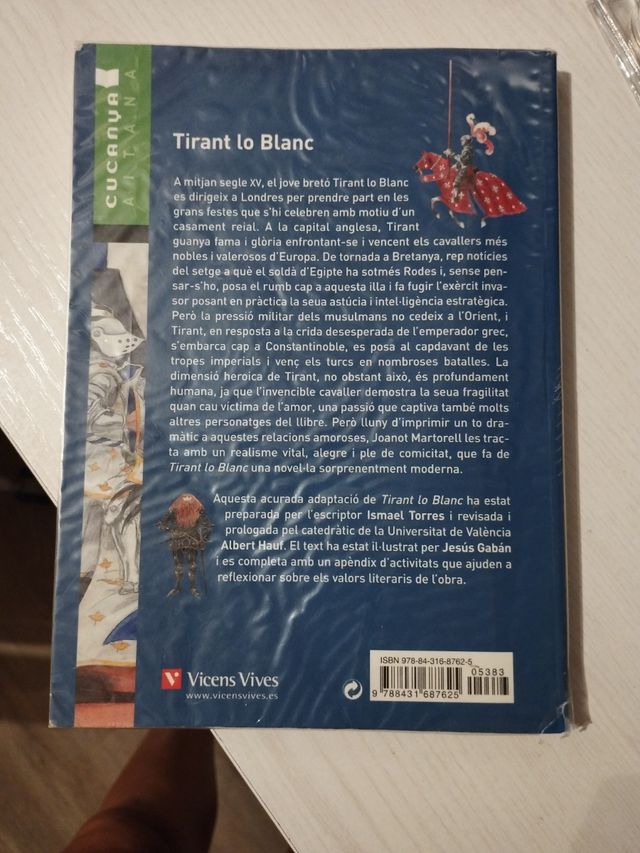 CUCANYA
AITANA
Tirant lo Blanc
A mitjan segle XV, el jove bretó Tirant lo Blanc
es dirigeix a Londres per prendre part en les
grans festes que s'hi celebren amb motiu d'un
casament reial. A la capital anglesa, Tirant
guanya fama i glòria enfrontant-se i vencent els cavallers més
nobles i valerosos d'Europa. De tornada a Bretanya, rep notícies
del setge a què el soldà d'Egipte ha sotmés Rodes i, sense pen-
sar-s'ho, posa el rumb cap a aquesta illa i fa fugir l'exèrcit inva-
sor posant en pràctica la seua astúcia i intel·ligència estratègica.
Però la pressió militar dels musulmans no cedeix a l'Orient, i
Tirant, en resposta a la crida desesperada de l'emperador grec,
s'embarca cap a Constantinoble, es posa al capdavant de les
tropes imperials i venç els turcs en nombroses batalles. La
dimensió heroica de Tirant, no obstant això, és profundament
humana, ja que l'invencible cavaller demostra la seua fragilitat
quan cau víctima de l'amor, una passió que captiva també molts
altres personatges del llibre. Però lluny d'imprimir un to dra-
màtic a aquestes relacions amoroses, Joanot Martorell les trac-
ta amb un realisme vital, alegre i ple de comicitat, que fa de
Tirant lo Blanc una novel·la sorprenentment moderna.
Aquesta acurada adaptació de Tirant lo Blanc ha estat
preparada per l'escriptor Ismael Torres i revisada i
prologada pel catedràtic de la Universitat de València
Albert Hauf. El text ha estat il·lustrat per Jesús Gabán
i es completa amb un apèndix d'activitats que ajuden a
reflexionar sobre els valors literaris de l'obra.
Vicens Vives
www.vicensvives.es
ISBN 978-84-316-8762-5
05383
9 788431 687625